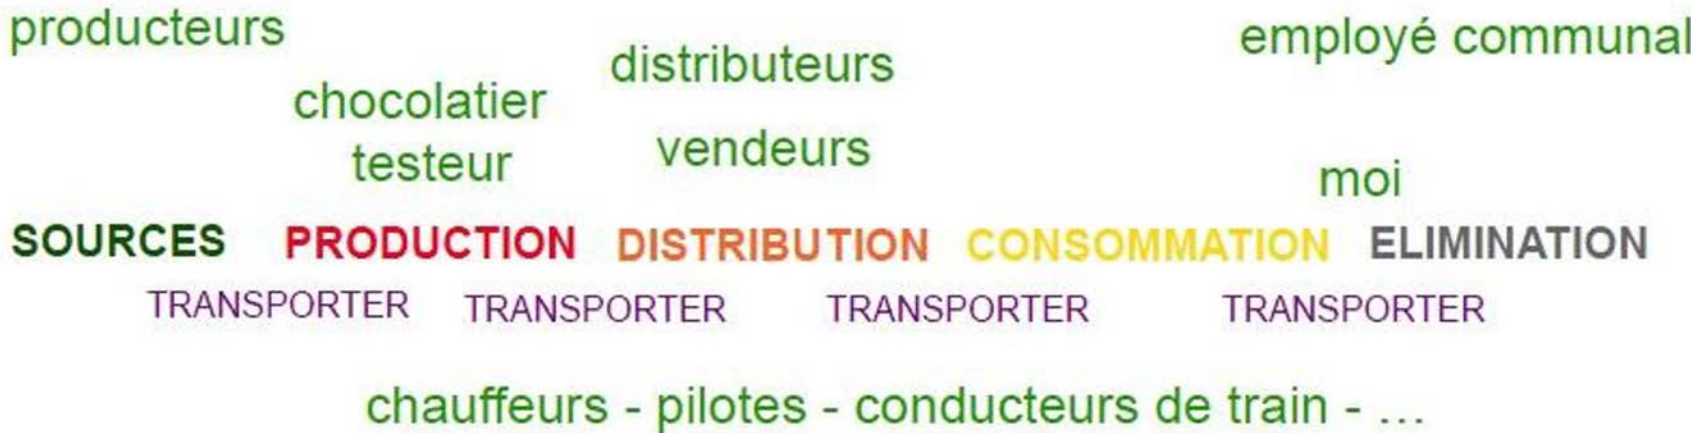 producteurs
employé communal
distributeurs
chocolatier
vendeurs
testeur
moi
SOURCES PRODUCTION DISTRIBUTION CONSOMMATION ELIMINATION
TRANSPORTER TRANSPORTER TRANSPORTER TRANSPORTER
chauffeurs - pilotes - conducteurs de train - ...